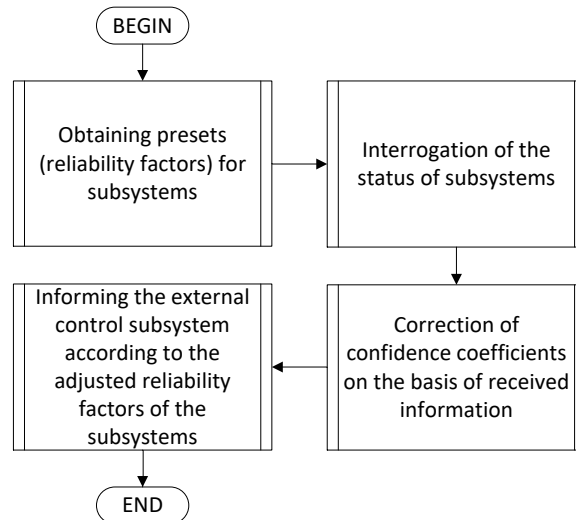 BEGIN
Obtaining presets
(reliability factors) for
subsystems
Interrogation of the
status of subsystems
Correction of
confidence coefficients
on the basis of received
information
Informing the external
control subsystem
according to the
adjusted reliability
factors of the
subsystems
END